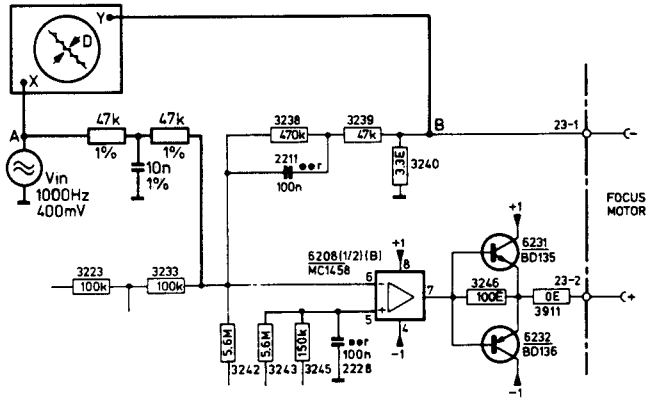 Y
D
X
A
47k
1%
47k
1%
10n
1%
Vin
1000Hz
400mV
3238
470k
3239
47k
B
23-1
−
2211
100n
r
3,3E
3240
FOCUS
MOTOR
3223
100k
3233
100k
6208(1/2)(B)
MC1458
+1
8
6
−
7
+
5
4
−1
+1
6231
BD135
3246
100E
23-2
0E
3911
+
6232
BD136
−1
5,6M
3242
5,6M
3243
150k
3245
r
100n
2228